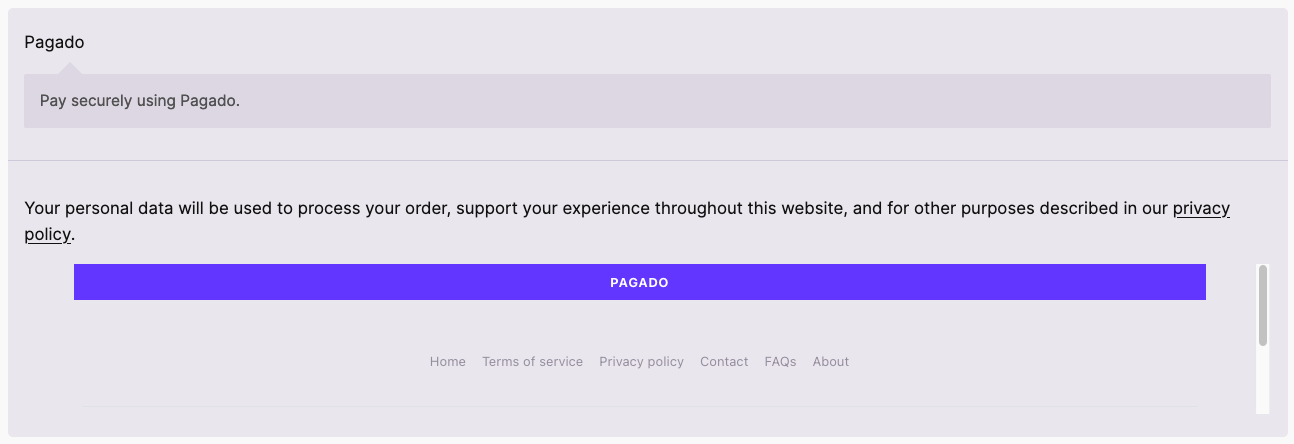 Pagado
Pay securely using Pagado.
Your personal data will be used to process your order, support your experience throughout this website, and for other purposes described in our privacy
policy.
PAGADO
Home Terms of service Privacy policy Contact FAQs About